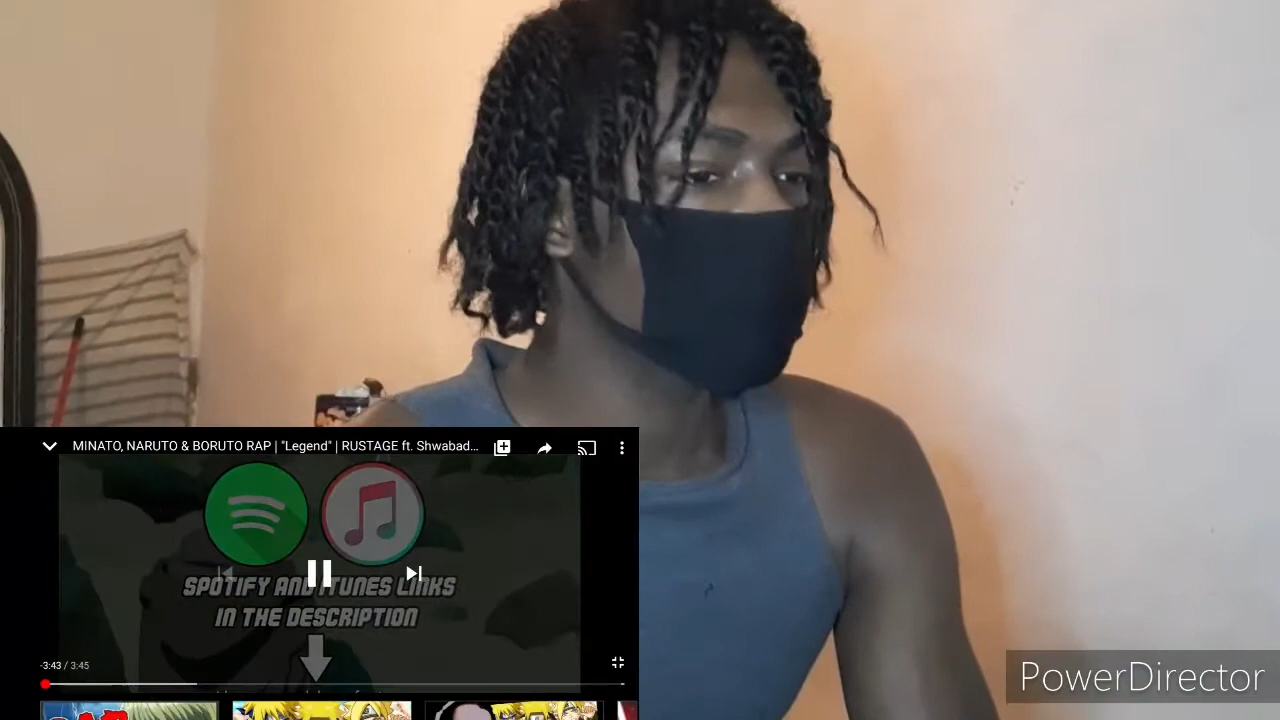 MINATO, NARUTO & BORUTO RAP | "Legend" | RUSTAGE ft. Shwabad...
SPOTIFY AND ITUNES LINKS
IN THE DESCRIPTION
-3:43 / 3:45
PowerDirector